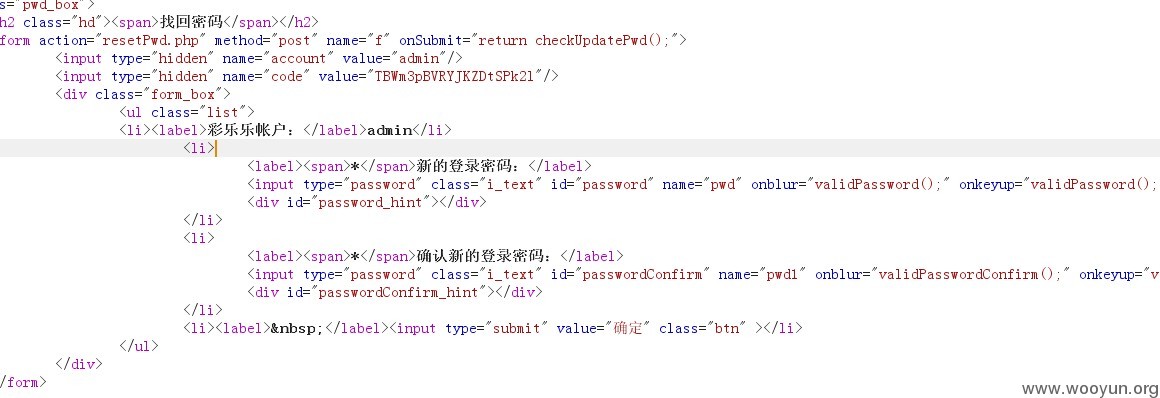 s="pwd_box">
h2 class="hd"><span>找回密码</span></h2>
form action="resetPwd.php" method="post" name="f" onSubmit="return checkUpdatePwd();">
<input type="hidden" name="account" value="admin"/>
<input type="hidden" name="code" value="TBWm3pBVRYJKZDtSPk2l"/>
<div class="form_box">
<ul class="list">
<li><label>彩乐乐帐户：</label>admin</li>
<li>
<label><span>*</span>新的登录密码：</label>
<input type="password" class="i_text" id="password" name="pwd" onblur="validPassword();" onkeyup="validPassword();
<div id="password_hint"></div>
</li>
<li>
<label><span>*</span>确认新的登录密码：</label>
<input type="password" class="i_text" id="passwordConfirm" name="pwd1" onblur="validPasswordConfirm();" onkeyup="v
<div id="passwordConfirm_hint"></div>
</li>
<li><label>&nbsp;</label><input type="submit" value="确定" class="btn" ></li>
</ul>
</div>
/form>
www.wooyun.org